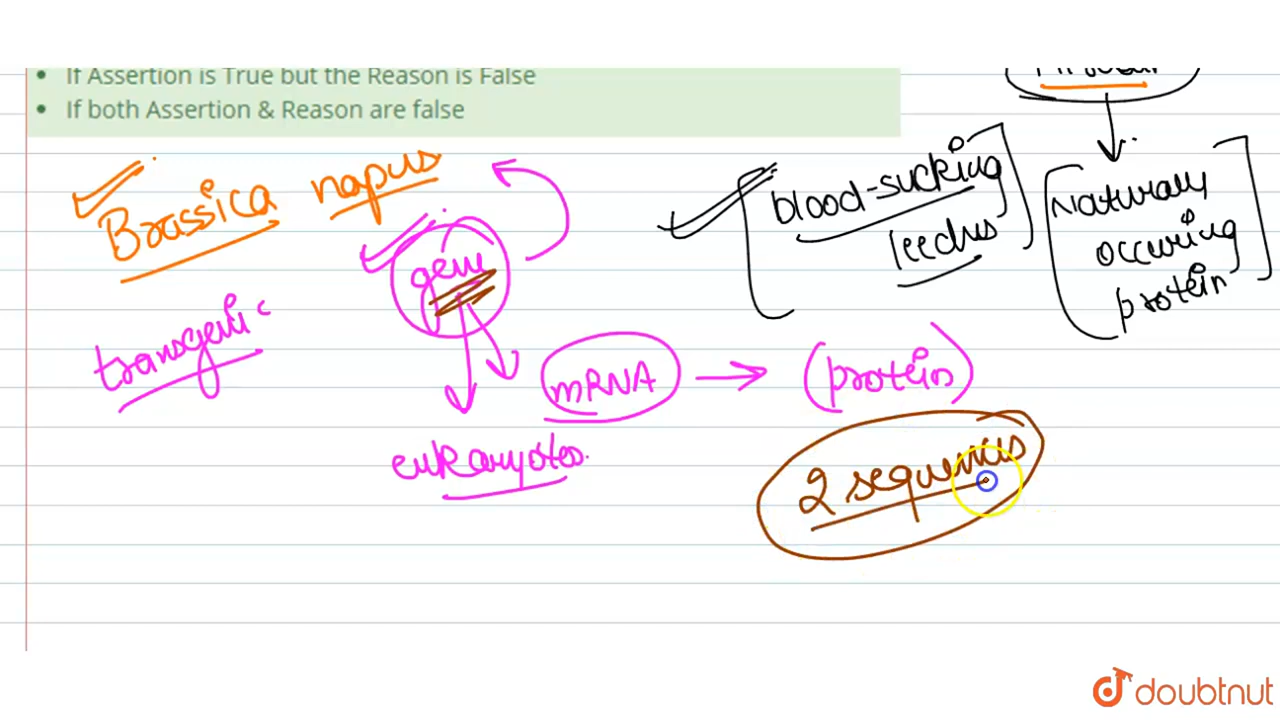 If Assertion is True but the Reason is False
If both Assertion & Reason are false
Brassica napus
gene
transgenic
blood-sucking
leeches
Naturally
occuring
protein
mRNA → (protein)
eukaryotes.
2 sequences
doubtnut